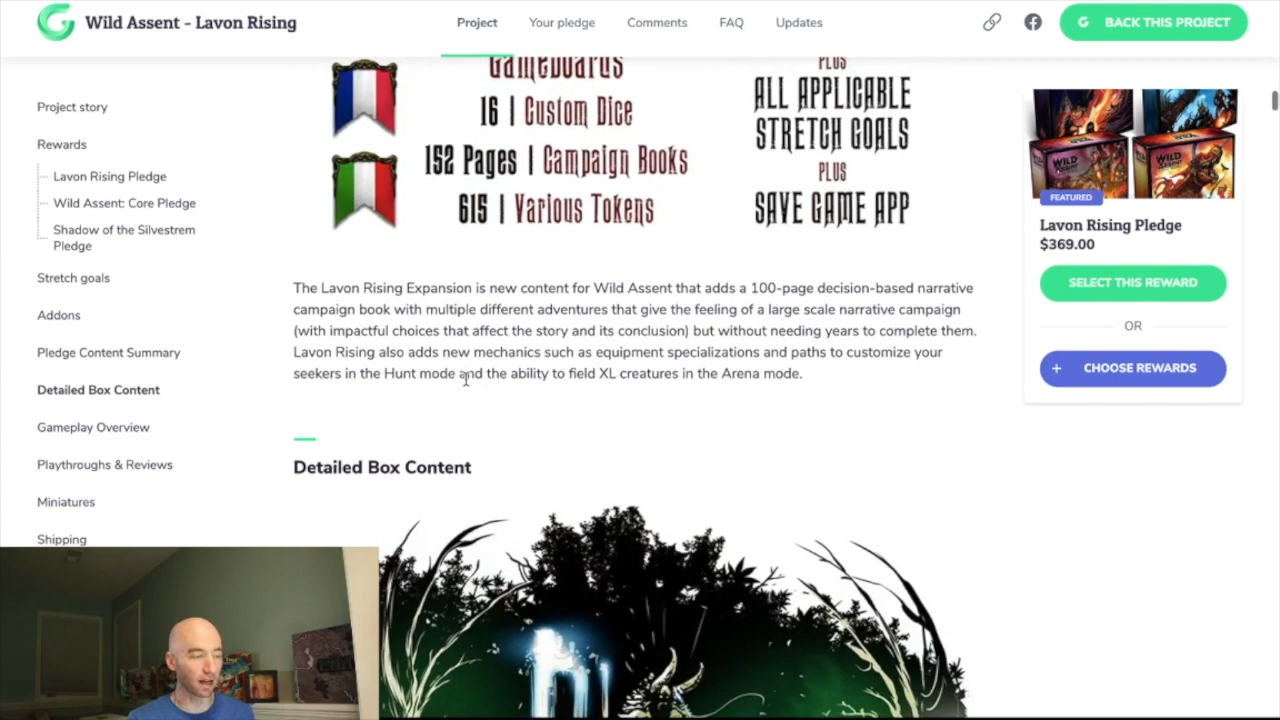 Wild Assent - Lavon Rising
Project
Your pledge
Comments
FAQ
Updates
BACK THIS PROJECT
Project story
Rewards
Lavon Rising Pledge
Wild Assent: Core Pledge
Shadow of the Silvestrem
Pledge
Stretch goals
Addons
Pledge Content Summary
Detailed Box Content
Gameplay Overview
Playthroughs & Reviews
Miniatures
Shipping
Gameboards
16 | Custom Dice
152 Pages | Campaign Books
615 | Various Tokens
PLUS
ALL APPLICABLE
STRETCH GOALS
PLUS
SAVE GAME APP
The Lavon Rising Expansion is new content for Wild Assent that adds a 100-page decision-based narrative
campaign book with multiple different adventures that give the feeling of a large scale narrative campaign
(with impactful choices that affect the story and its conclusion) but without needing years to complete them.
Lavon Rising also adds new mechanics such as equipment specializations and paths to customize your
seekers in the Hunt mode and the ability to field XL creatures in the Arena mode.
Detailed Box Content
WILD
ASSENT
WILD
ASSENT
FEATURED
Lavon Rising Pledge
$369.00
SELECT THIS REWARD
OR
+ CHOOSE REWARDS